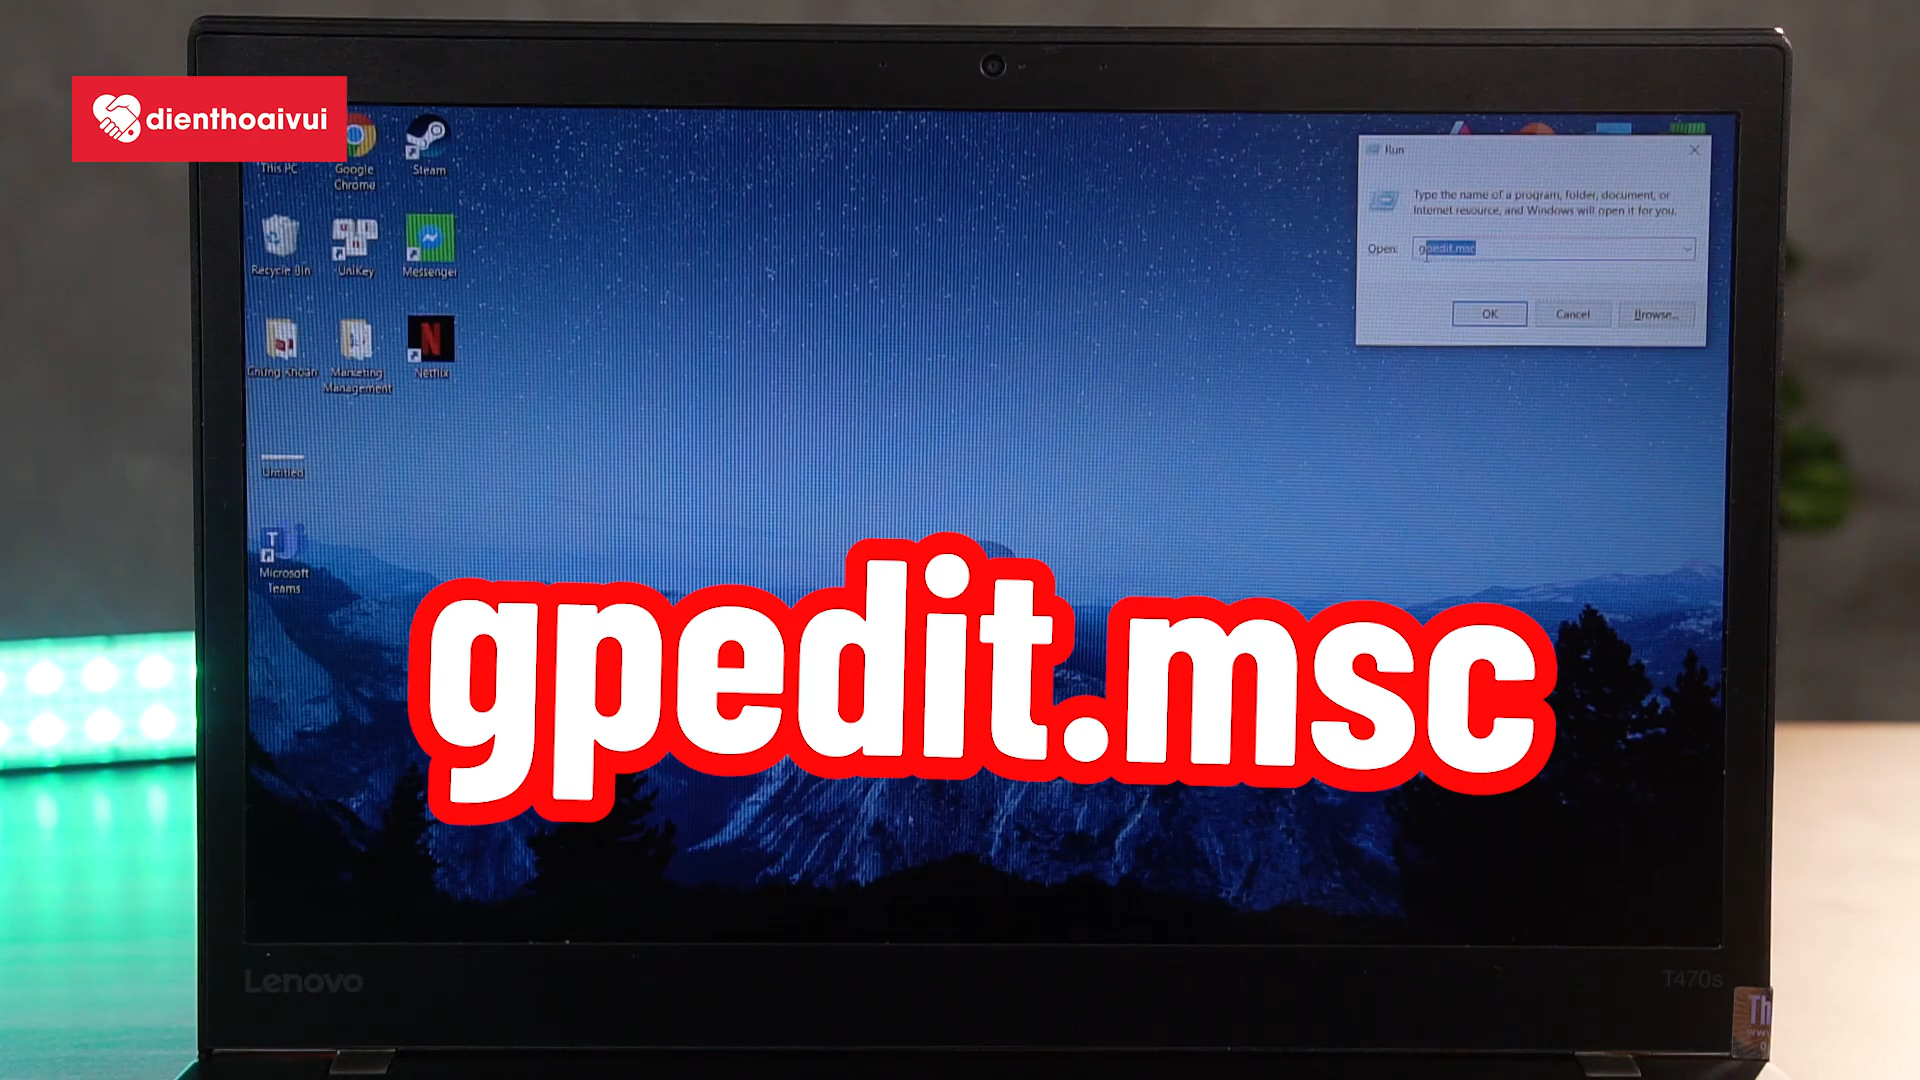 dienthoaivui
This PC
Google
Chrome
Steam
Recycle Bin
UniKey
Messenger
Chung Khoan
Marketing
Management
Netflix
Untitled
Microsoft
Teams
Run
Type the name of a program, folder, document, or
Internet resource, and Windows will open it for you.
Open:
gpedit.msc
OK
Cancel
Browse...
gpedit.msc
Lenovo
T470s
Th